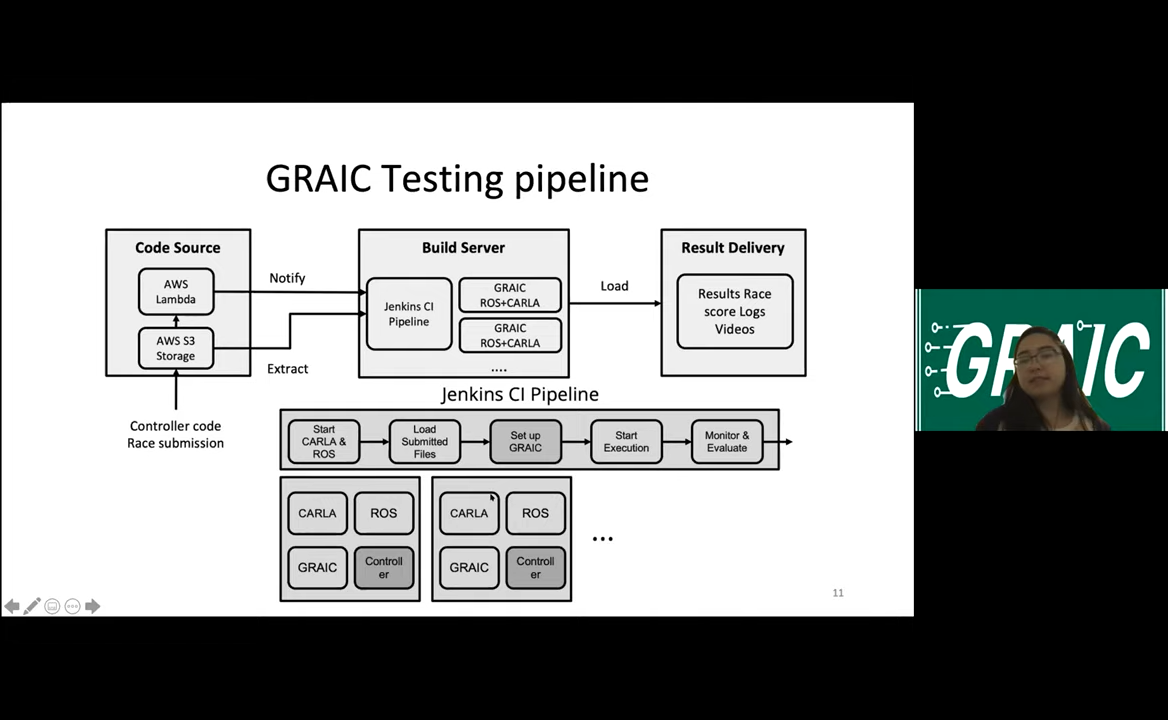 GRAIC Testing pipeline
Code Source
AWS
Lambda
AWS S3
Storage
Controller code
Race submission
Notify
Extract
Build Server
Jenkins CI
Pipeline
GRAIC
ROS+CARLA
GRAIC
ROS+CARLA
....
Load
Result Delivery
Results Race
score Logs
Videos
Jenkins CI Pipeline
Start
CARLA &
ROS
Load
Submitted
Files
Set up
GRAIC
Start
Execution
Monitor &
Evaluate
CARLA
ROS
GRAIC
Controll
er
CARLA
ROS
GRAIC
Controll
er
...
11
GRAIC